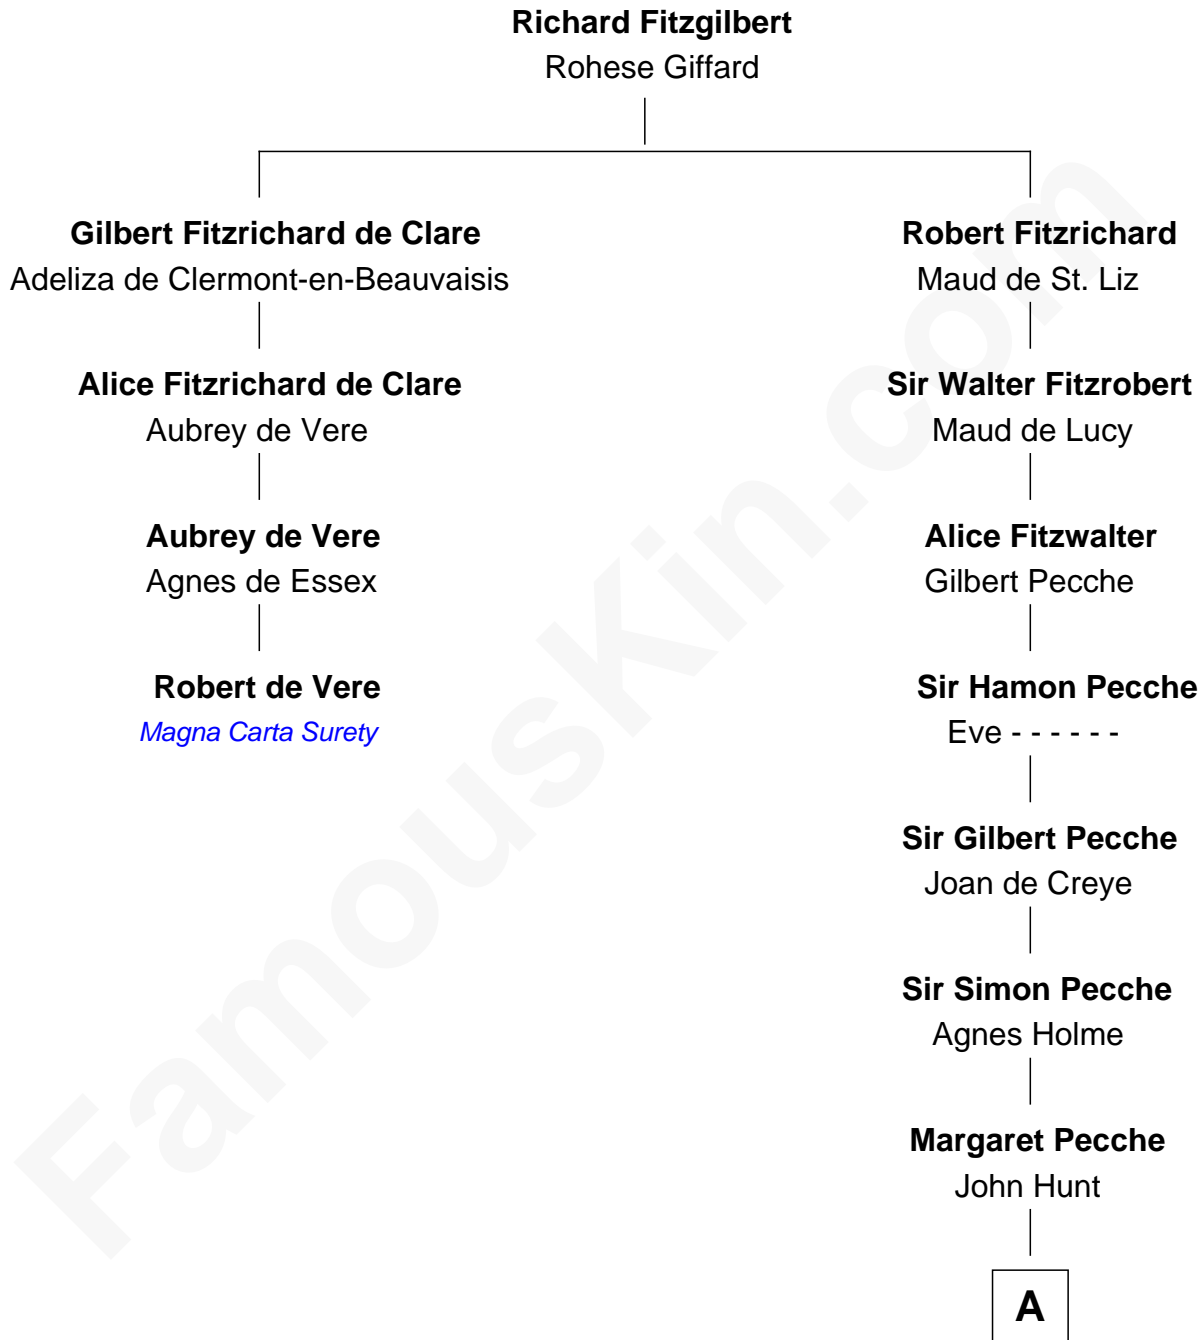 Richard Fitzgilbert
Rohese Giffard
Gilbert Fitzrichard de Clare
Adeliza de Clermont-en-Beauvaisis
Alice Fitzrichard de Clare
Aubrey de Vere
Aubrey de Vere
Agnes de Essex
Robert de Vere
Magna Carta Surety
Robert Fitzrichard
Maud de St. Liz
Sir Walter Fitzrobert
Maud de Lucy
Alice Fitzwalter
Gilbert Pecche
Sir Hamon Pecche
Eve - - - - - -
Sir Gilbert Pecche
Joan de Creye
Sir Simon Pecche
Agnes Holme
Margaret Pecche
John Hunt
A
FamousKin.com